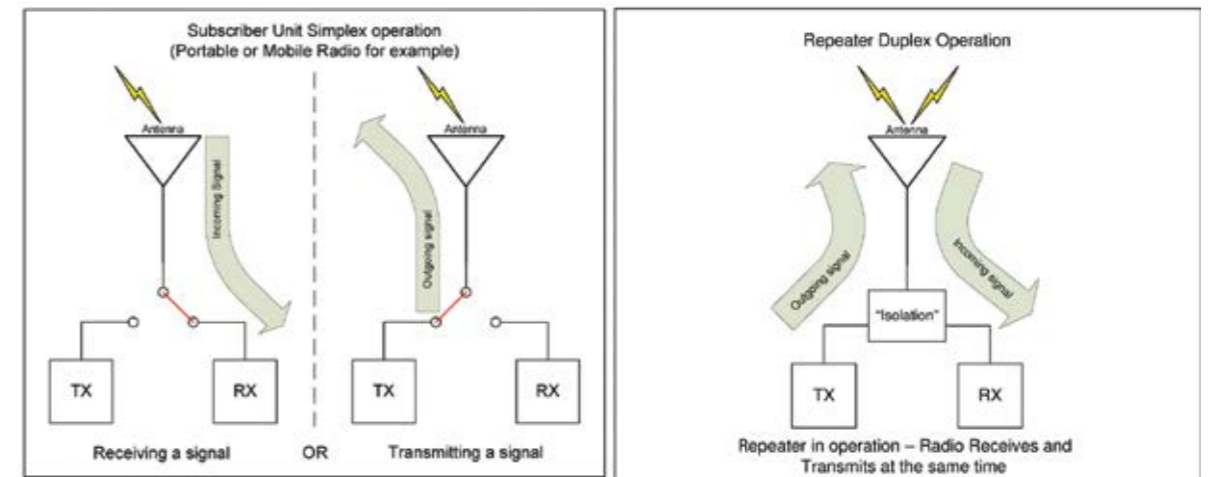 Subscriber Unit Simplex operation
(Portable or Mobile Radio for example)
Antenna
Incoming Signal
TX
RX
Receiving a signal
OR
Antenna
Outgoing signal
TX
RX
Transmitting a signal
Repeater Duplex Operation
Antenna
Outgoing signal
Incoming signal
"Isolation"
TX
RX
Repeater in operation – Radio Receives and
Transmits at the same time